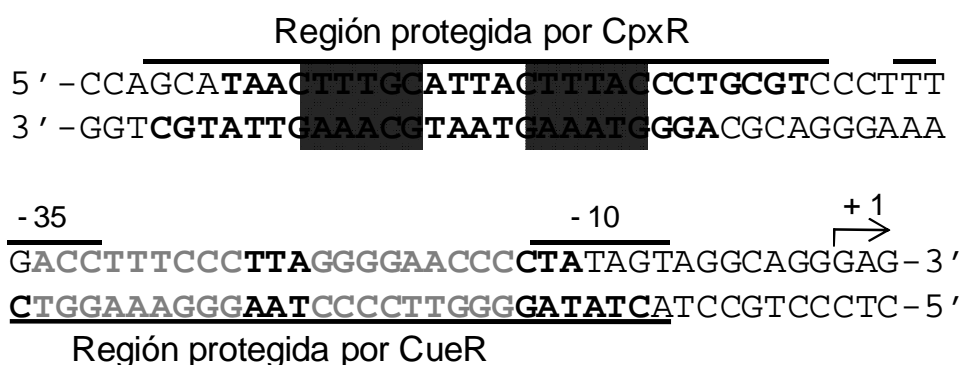 Región protegida por CpxR
5'-CCAGCATAACTTTGCATTACTTTACCCTGCGTCCCTTT
3'-GGTCGTATTGAAACGTAATGAAATGGGACGCAGGGAAA
-35 -10 +1
GACCTTTCCCTTAGGGGAACCCCTATAGTAGGCAGGGAG-3'
CTGGAAAGGGAATCCCCTTGGGGATATCATCCGTCCCTC-5'
Región protegida por CueR